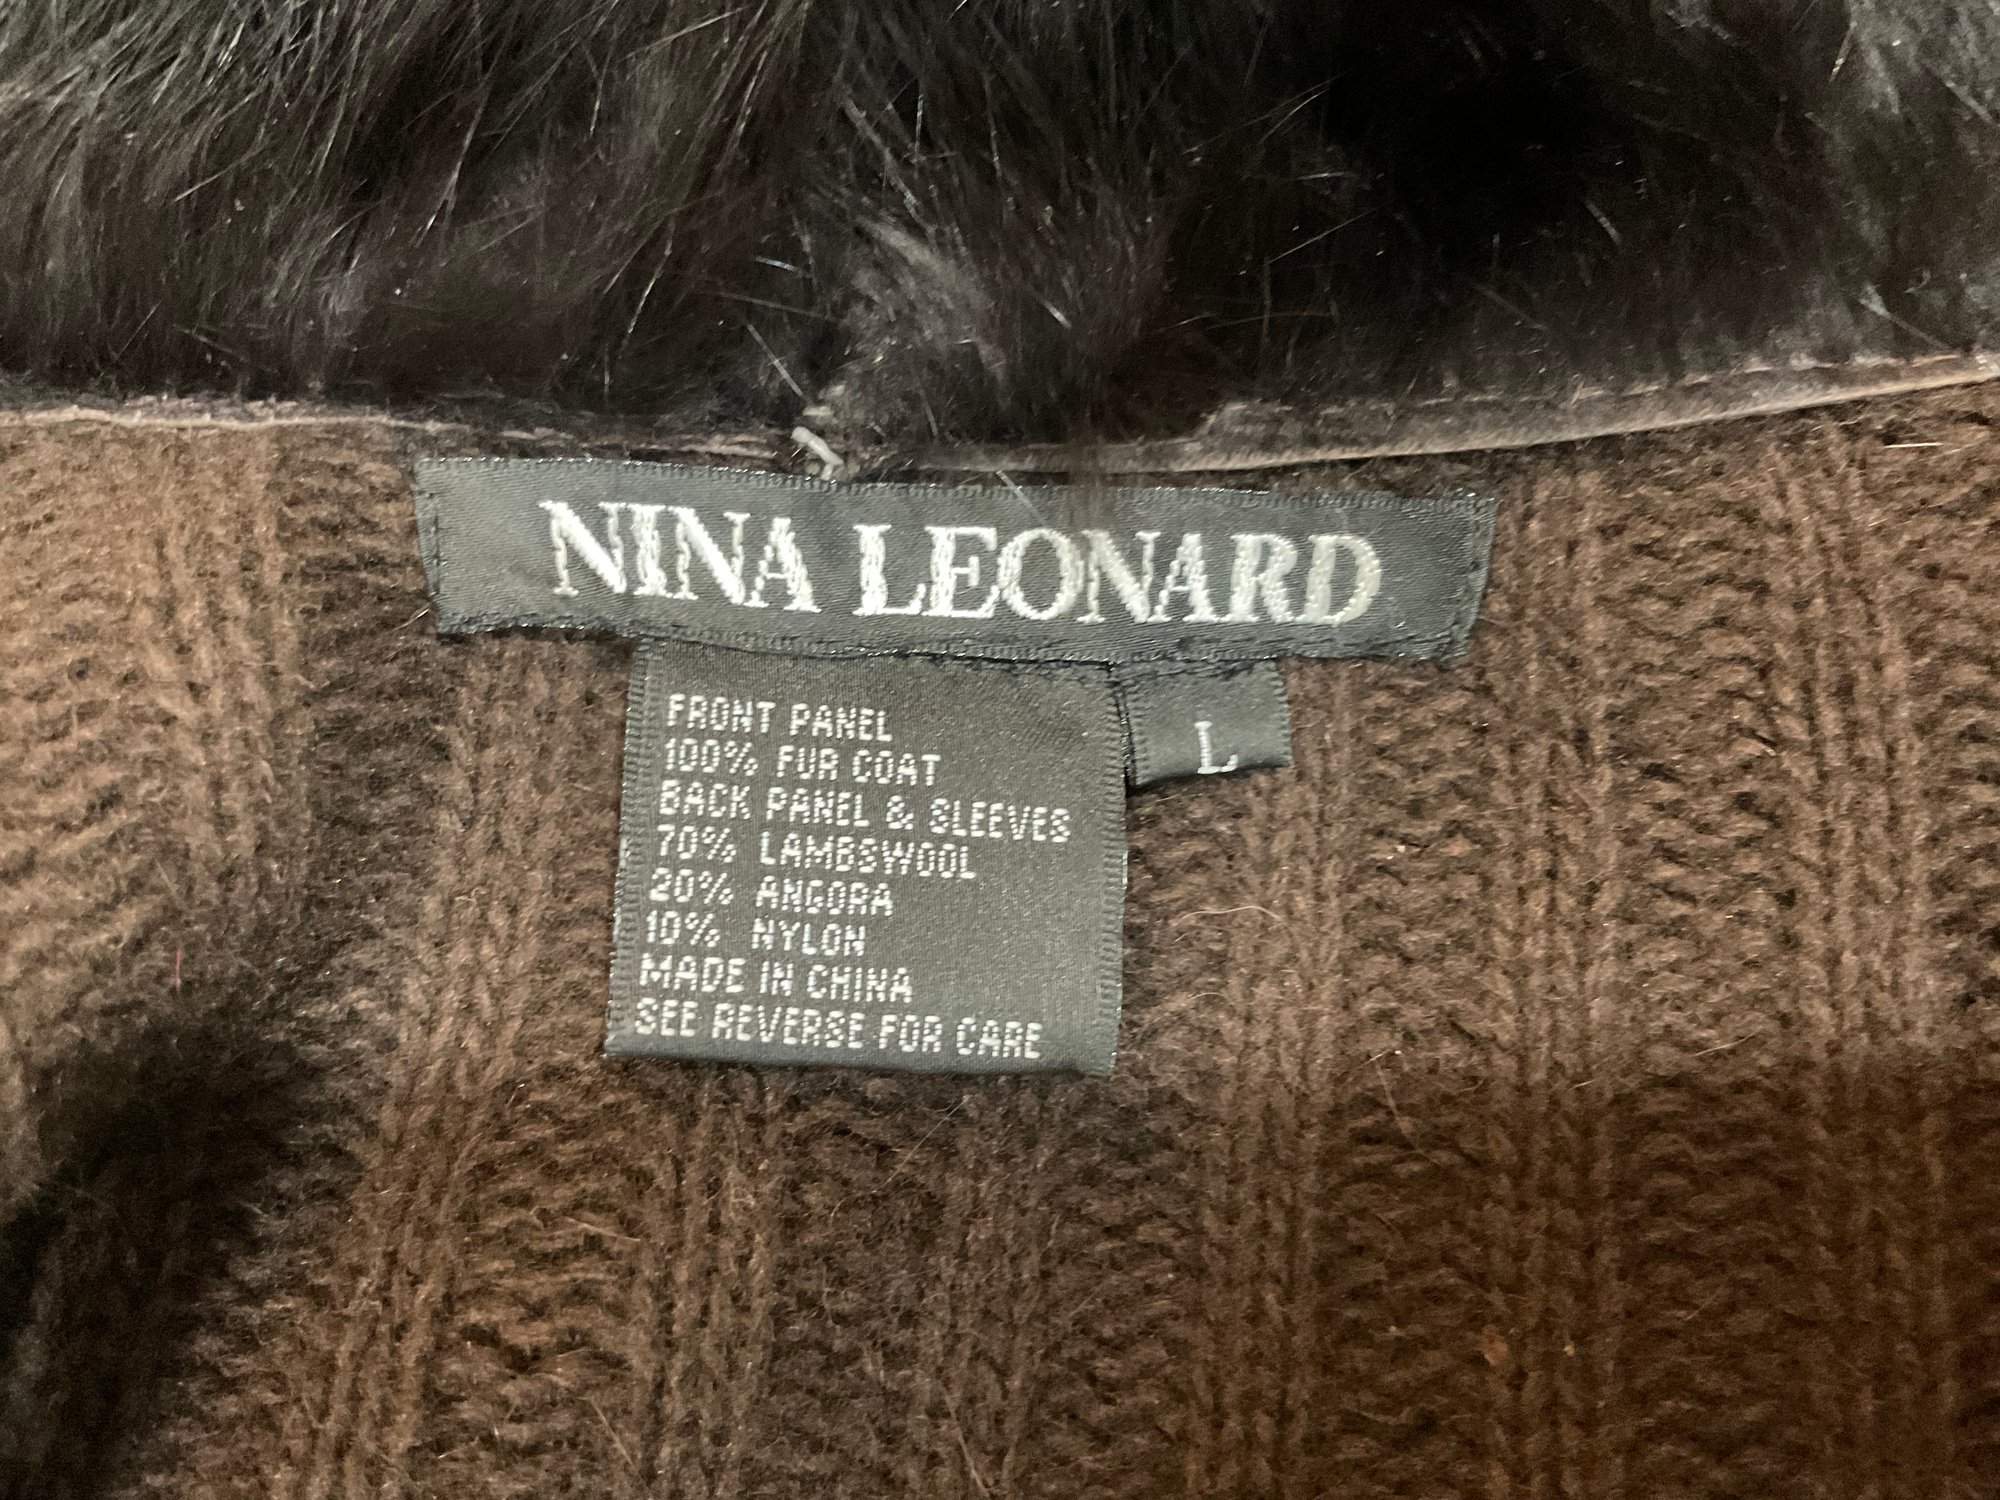 NINA LEONARD
L
FRONT PANEL
100% FUR COAT
BACK PANEL & SLEEVES
70% LAMBSWOOL
20% ANGORA
10% NYLON
MADE IN CHINA
SEE REVERSE FOR CARE